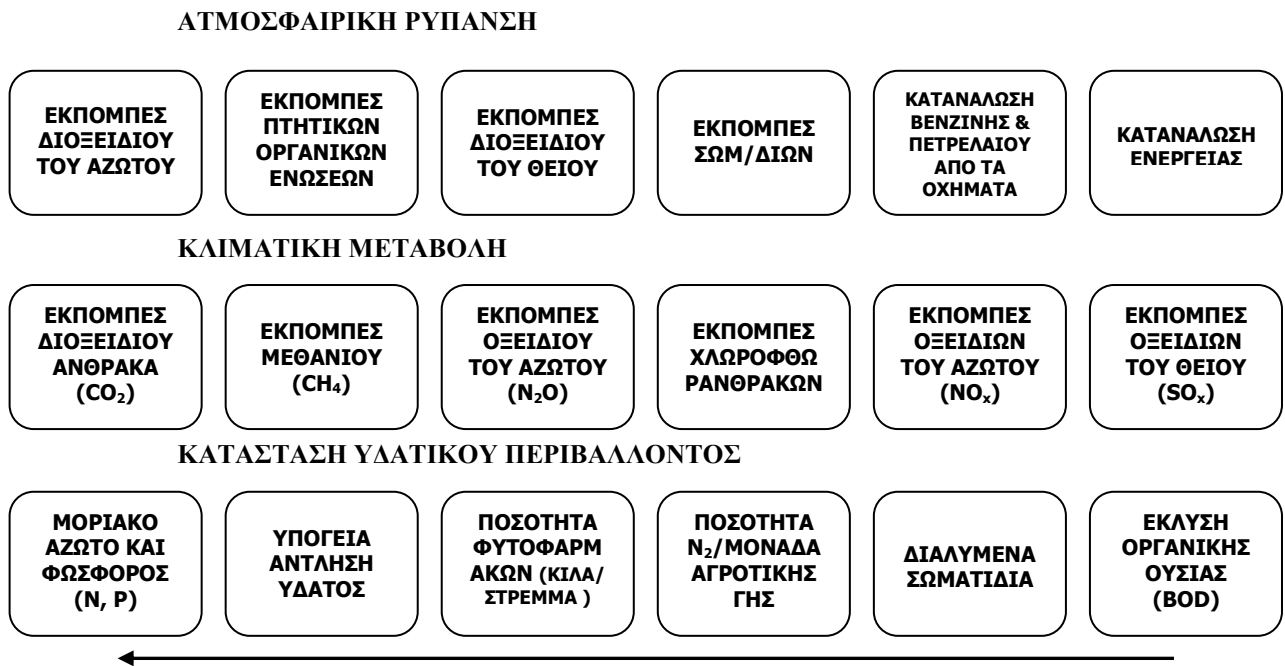 ΑΤΜΟΣΦΑΙΡΙΚΗ ΡΥΠΑΝΣΗ
ΕΚΠΟΜΠΕΣ
ΔΙΟΞΕΙΔΙΟΥ
ΤΟΥ ΑΖΩΤΟΥ
ΕΚΠΟΜΠΕΣ
ΠΤΗΤΙΚΩΝ
ΟΡΓΑΝΙΚΩΝ
ΕΝΩΣΕΩΝ
ΕΚΠΟΜΠΕΣ
ΔΙΟΞΕΙΔΙΟΥ
ΤΟΥ ΘΕΙΟΥ
ΕΚΠΟΜΠΕΣ
ΣΩΜ/ΔΙΩΝ
ΚΑΤΑΝΑΛΩΣΗ
ΒΕΝΖΙΝΗΣ &
ΠΕΤΡΕΛΑΙΟΥ
ΑΠΟ ΤΑ
ΟΧΗΜΑΤΑ
ΚΑΤΑΝΑΛΩΣΗ
ΕΝΕΡΓΕΙΑΣ
ΚΛΙΜΑΤΙΚΗ ΜΕΤΑΒΟΛΗ
ΕΚΠΟΜΠΕΣ
ΔΙΟΞΕΙΔΙΟΥ
ΑΝΘΡΑΚΑ
(CO₂)
ΕΚΠΟΜΠΕΣ
ΜΕΘΑΝΙΟΥ
(CH₄)
ΕΚΠΟΜΠΕΣ
ΟΞΕΙΔΙΟΥ
ΤΟΥ ΑΖΩΤΟΥ
(N₂O)
ΕΚΠΟΜΠΕΣ
ΧΛΩΡΟΦΘΩ
ΡΑΝΘΡΑΚΩΝ
ΕΚΠΟΜΠΕΣ
ΟΞΕΙΔΙΩΝ
ΤΟΥ ΑΖΩΤΟΥ
(NOₓ)
ΕΚΠΟΜΠΕΣ
ΟΞΕΙΔΙΩΝ
ΤΟΥ ΘΕΙΟΥ
(SOₓ)
ΚΑΤΑΣΤΑΣΗ ΥΔΑΤΙΚΟΥ ΠΕΡΙΒΑΛΛΟΝΤΟΣ
ΜΟΡΙΑΚΟ
ΑΖΩΤΟ ΚΑΙ
ΦΩΣΦΟΡΟΣ
(N, P)
ΥΠΟΓΕΙΑ
ΑΝΤΛΗΣΗ
ΥΔΑΤΟΣ
ΠΟΣΟΤΗΤΑ
ΦΥΤΟΦΑΡΜ
ΑΚΩΝ (ΚΙΛΑ/
ΣΤΡΕΜΜΑ )
ΠΟΣΟΤΗΤΑ
N₂/ΜΟΝΑΔΑ
ΑΓΡΟΤΙΚΗΣ
ΓΗΣ
ΔΙΑΛΥΜΕΝΑ
ΣΩΜΑΤΙΔΙΑ
ΕΚΛΥΣΗ
ΟΡΓΑΝΙΚΗΣ
ΟΥΣΙΑΣ
(BOD)